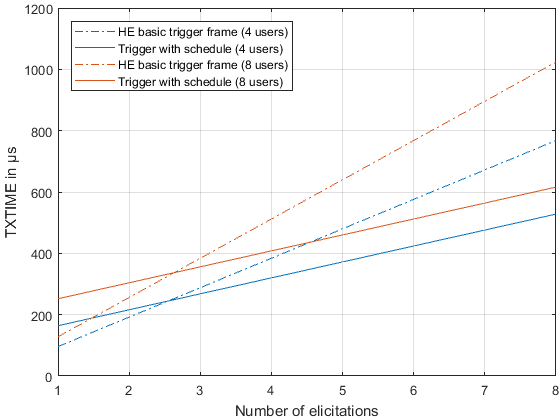 1200
1000
800
600
400
200
0
TXTIME in µs
HE basic trigger frame (4 users)
Trigger with schedule (4 users)
HE basic trigger frame (8 users)
Trigger with schedule (8 users)
1 2 3 4 5 6 7 8
Number of elicitations